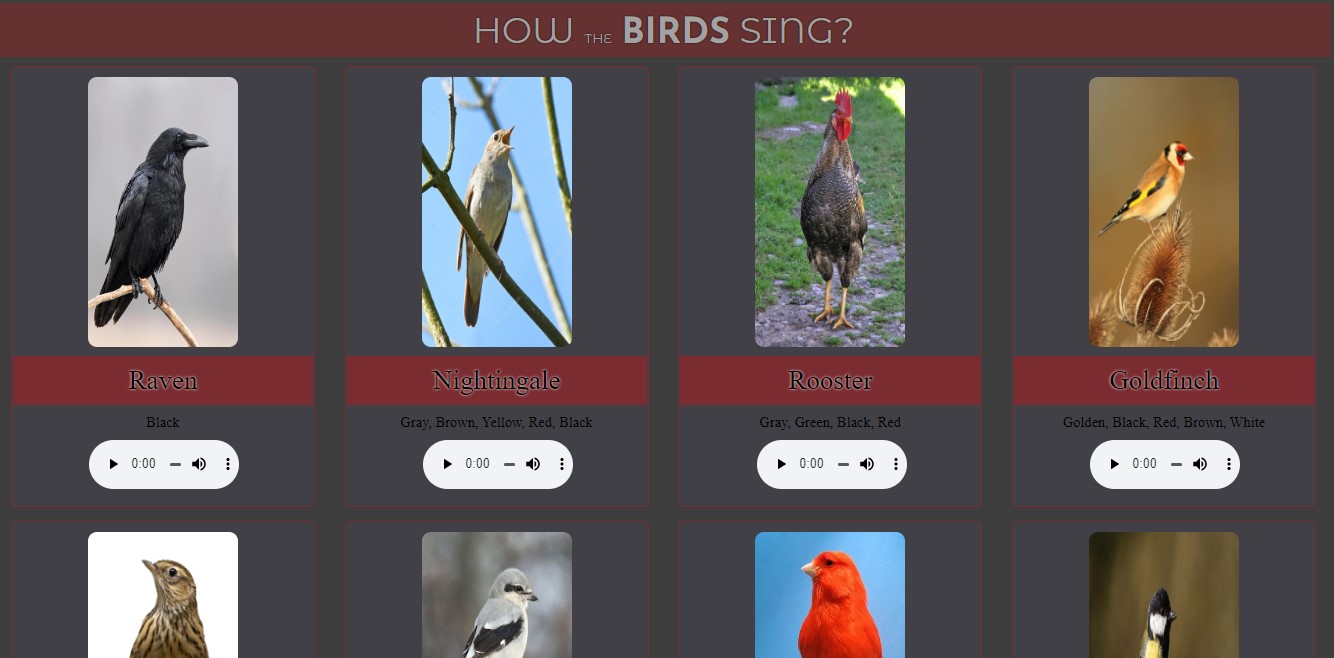 HOW THE BIRDS SING?
Raven
Black
0:00
Nightingale
Gray, Brown, Yellow, Red, Black
0:00
Rooster
Gray, Green, Black, Red
0:00
Goldfinch
Golden, Black, Red, Brown, White
0:00